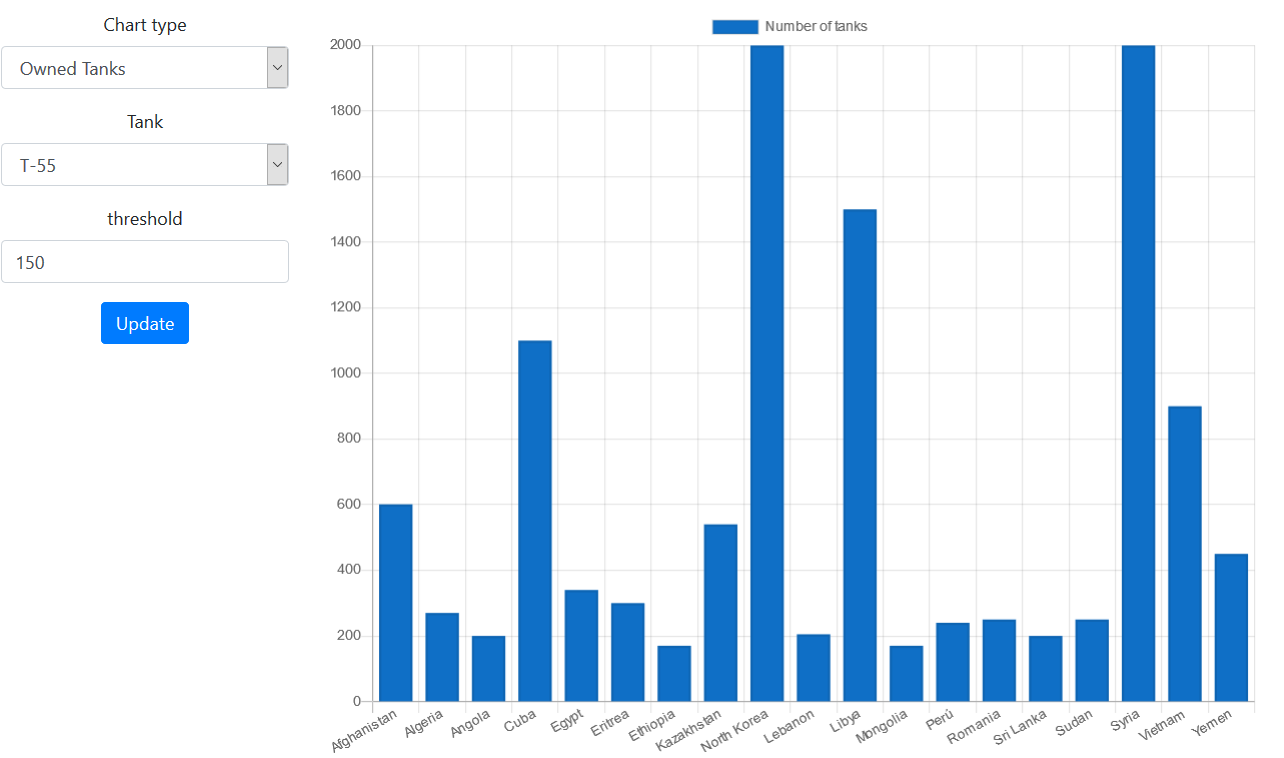 Chart type
Owned Tanks
Tank
T-55
threshold
150
Update
Number of tanks
2000
1800
1600
1400
1200
1000
800
600
400
200
0
Afghanistan
Algeria
Angola
Cuba
Egypt
Eritrea
Ethiopia
Kazakhstan
North Korea
Lebanon
Libya
Mongolia
Perú
Romania
Sri Lanka
Sudan
Syria
Vietnam
Yemen